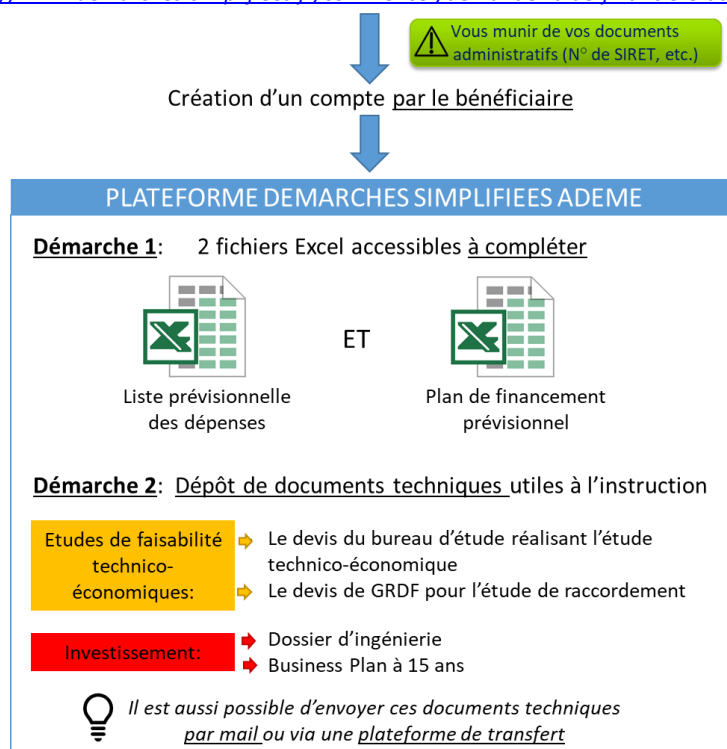 Vous munir de vos documents
administratifs (N° de SIRET, etc.)
Création d'un compte par le bénéficiaire
PLATEFORME DEMARCHES SIMPLIFIEES ADEME
Démarche 1: 2 fichiers Excel accessibles à compléter
ET
Liste prévisionnelle
des dépenses
Plan de financement
prévisionnel
Démarche 2: Dépôt de documents techniques utiles à l'instruction
Etudes de faisabilité
technico-
économiques:
Le devis du bureau d'étude réalisant l'étude
technico-économique
Le devis de GRDF pour l'étude de raccordement
Investissement:
Dossier d'ingénierie
Business Plan à 15 ans
Il est aussi possible d'envoyer ces documents techniques
par mail ou via une plateforme de transfert